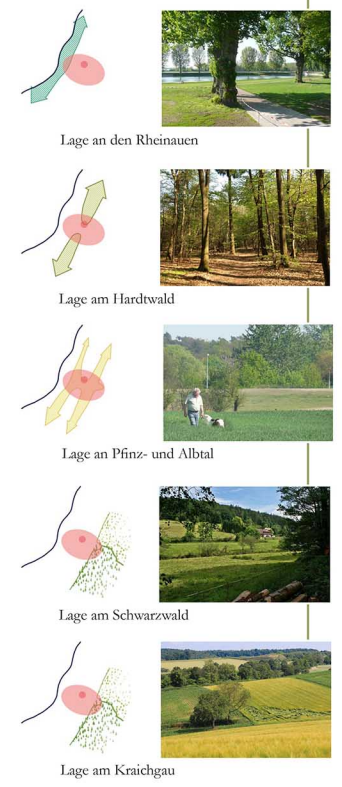 Lage an den Rheinauen
Lage am Hardtwald
Lage an Pfinz- und Albtal
Lage am Schwarzwald
Lage am Kraichgau